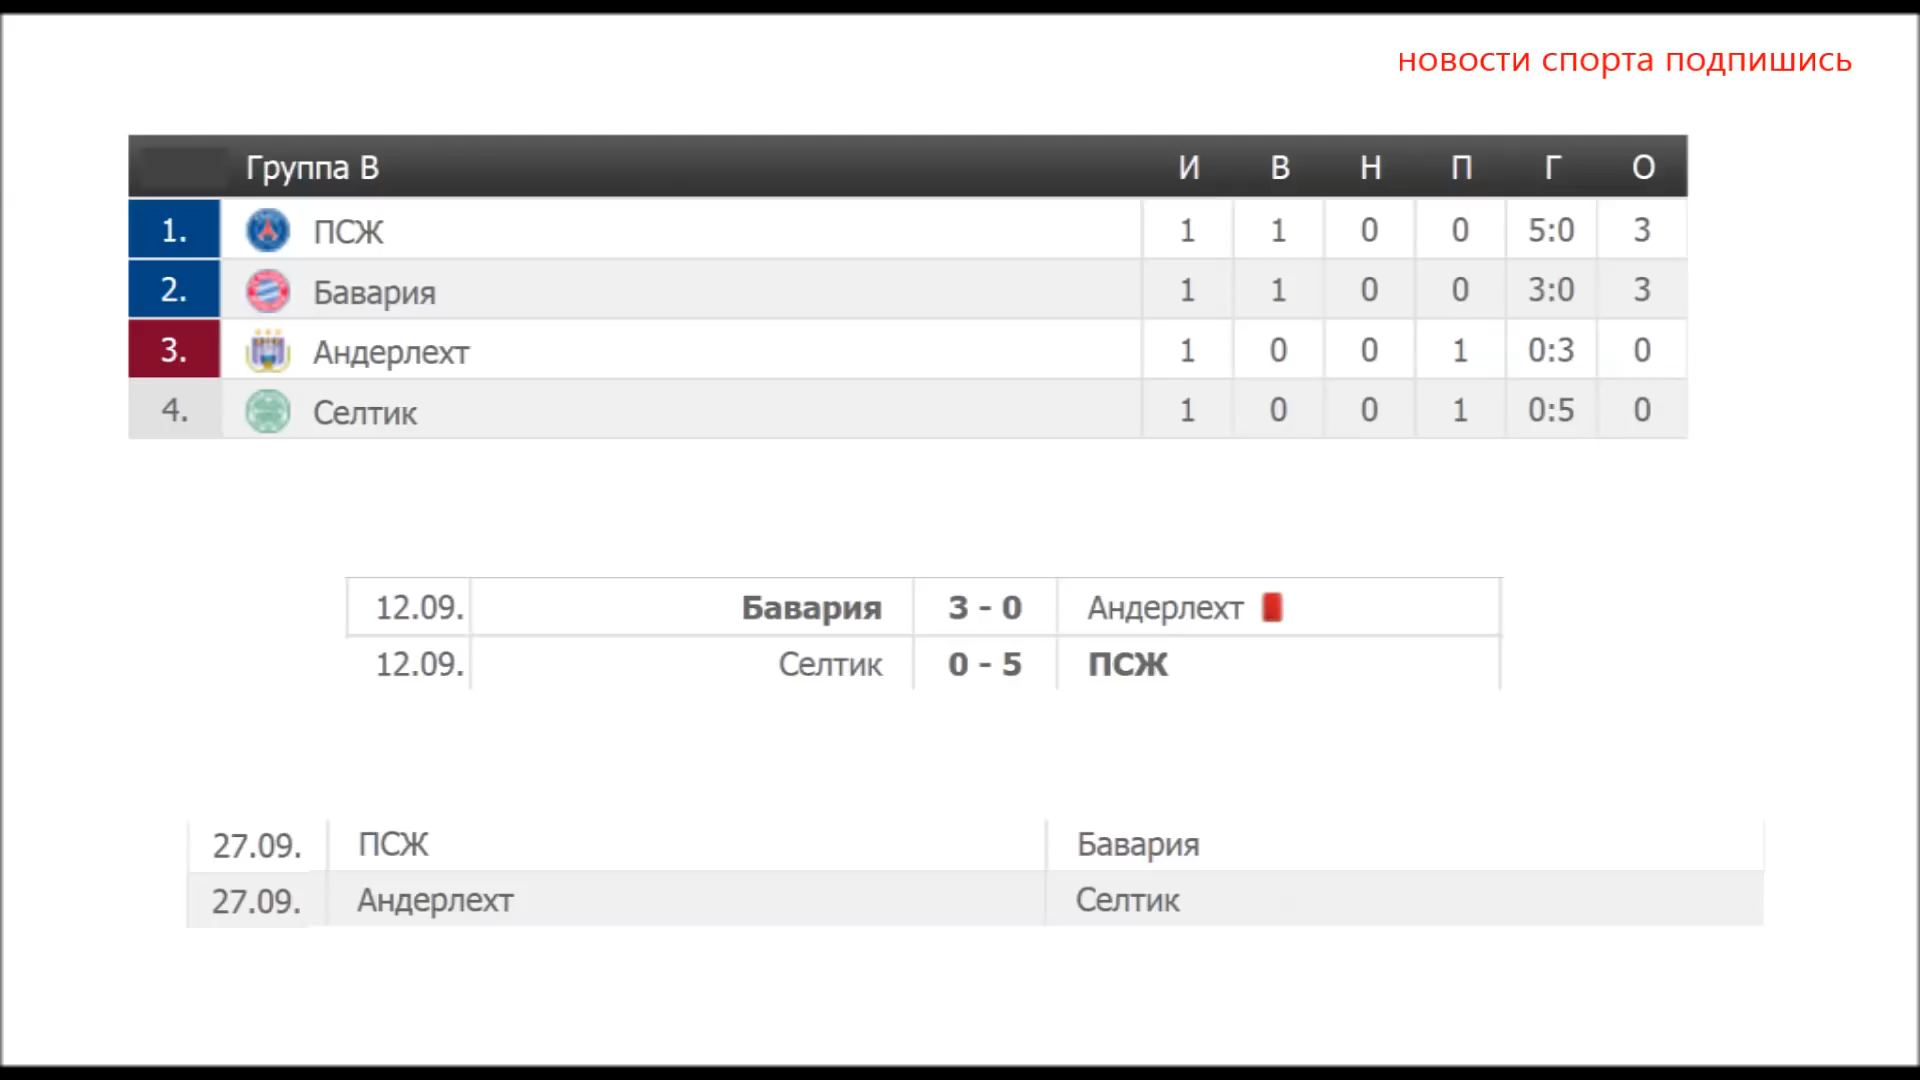 новости спорта подпишись
Группа В И В Н П Г О
1. ПСЖ 1 1 0 0 5:0 3
2. Бавария 1 1 0 0 3:0 3
3. Андерлехт 1 0 0 1 0:3 0
4. Селтик 1 0 0 1 0:5 0
12.09. Бавария 3 - 0 Андерлехт
12.09. Селтик 0 - 5 ПСЖ
27.09. ПСЖ Бавария
27.09. Андерлехт Селтик